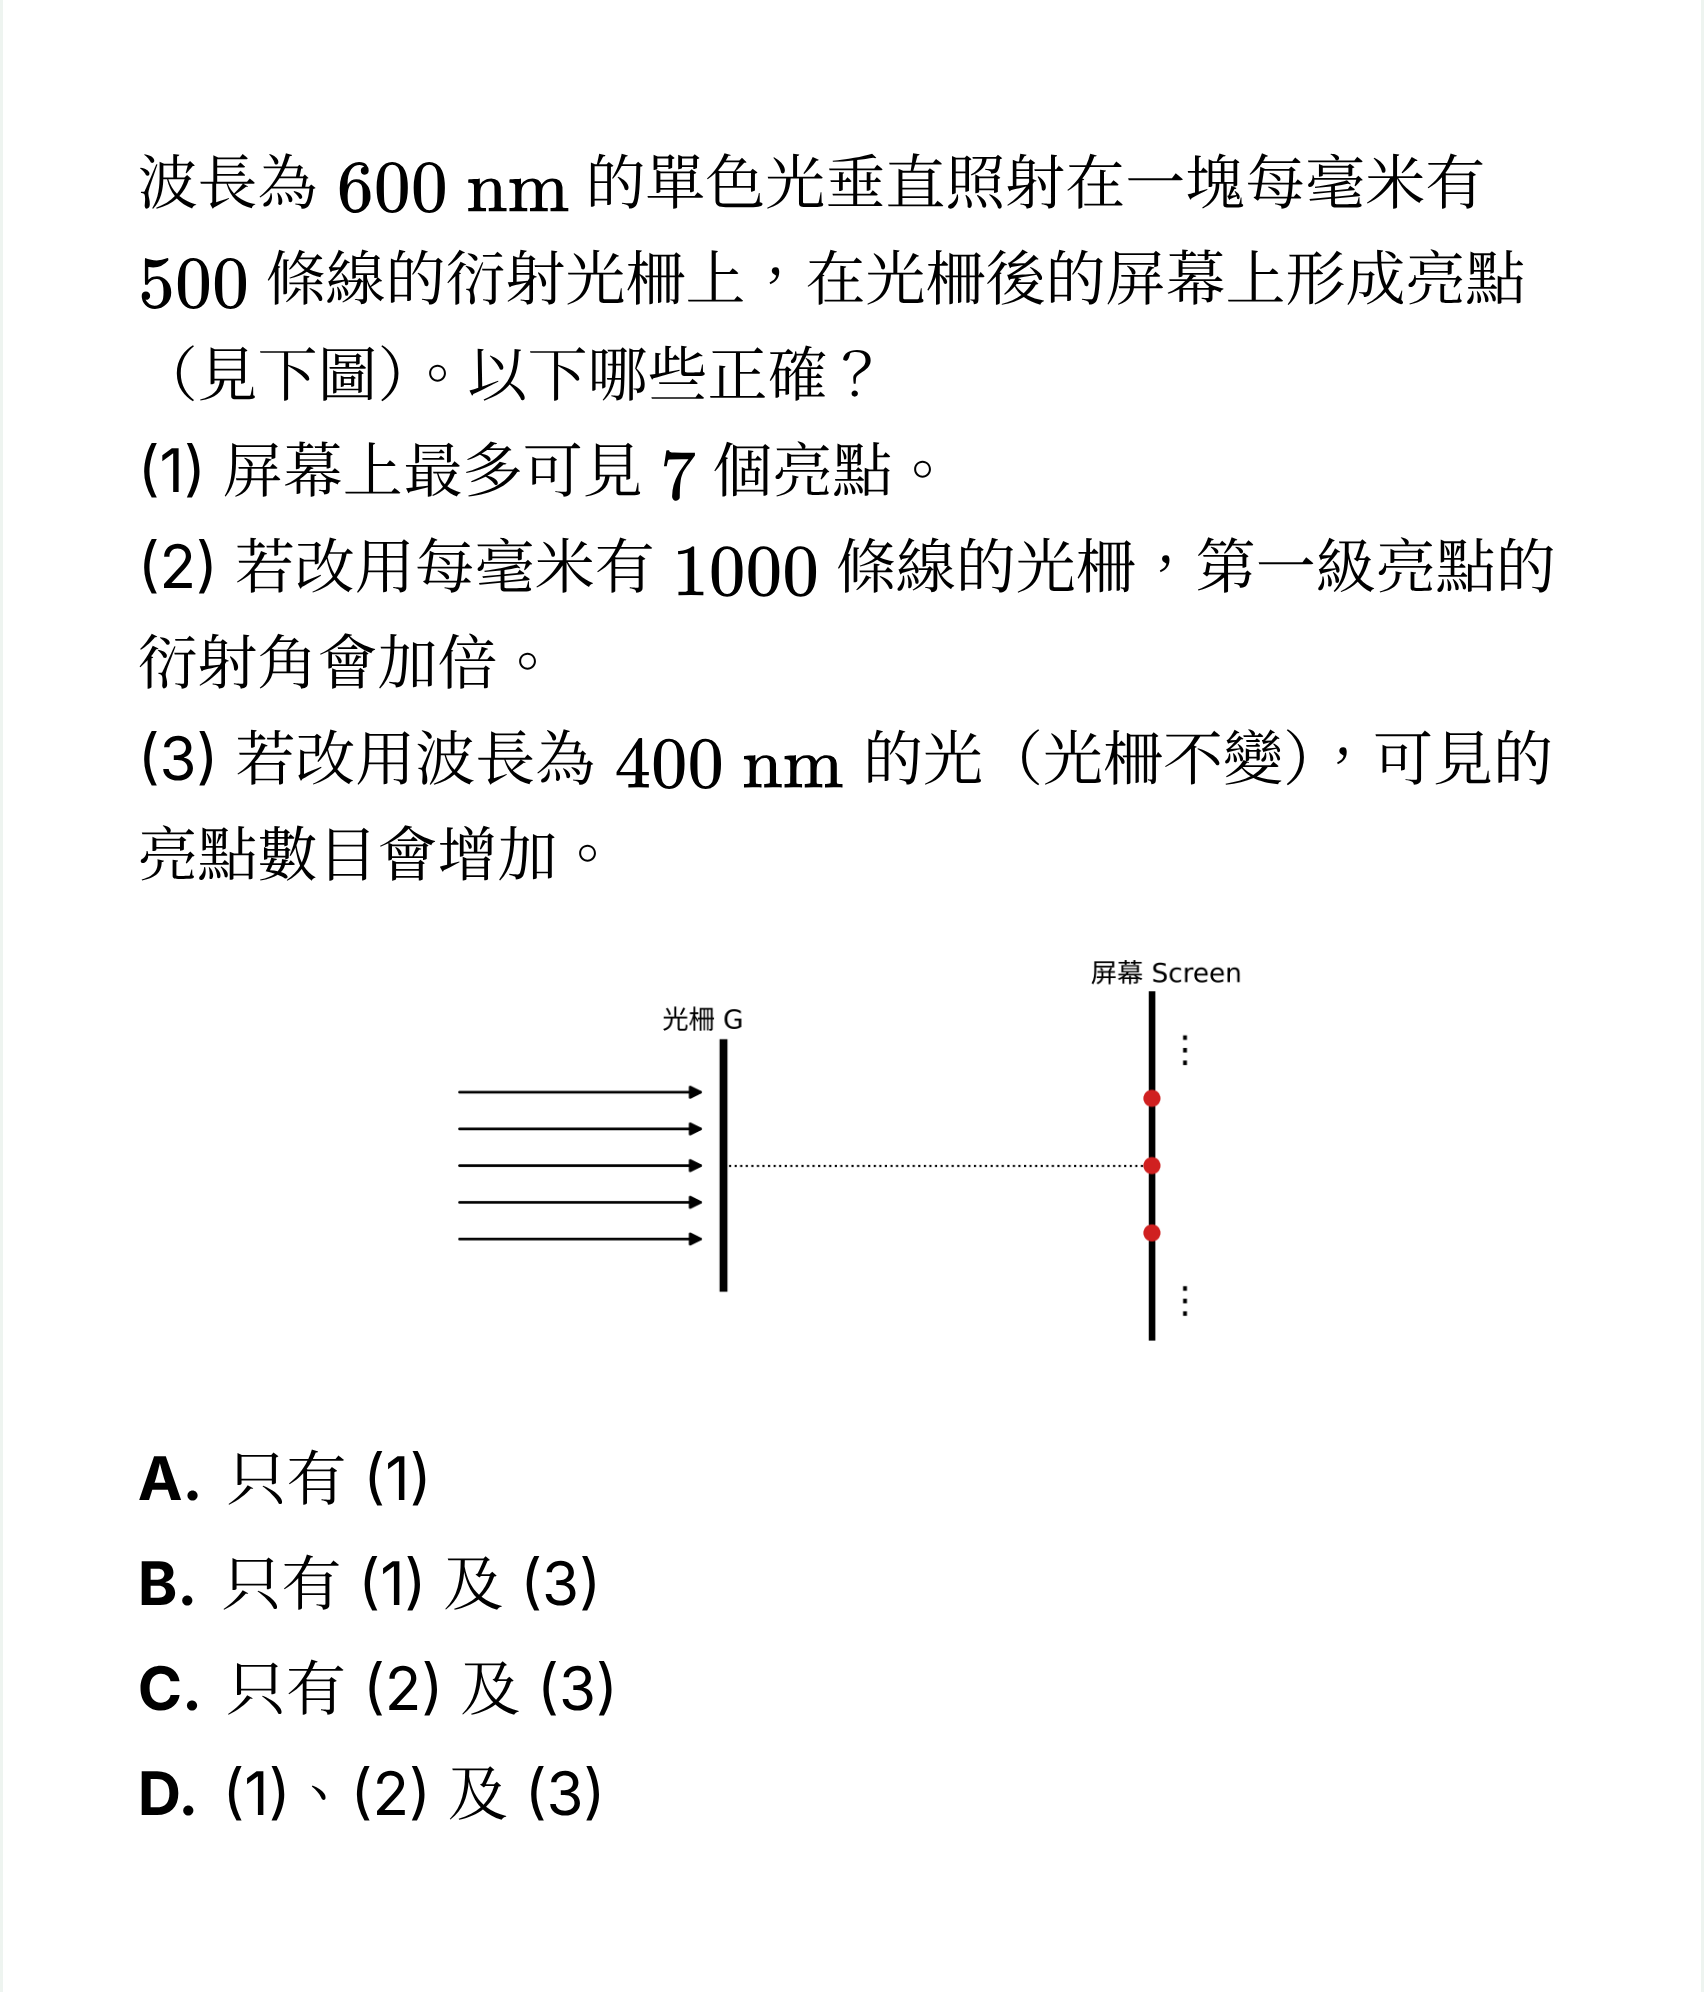 波長為 600 nm 的單色光垂直照射在一塊每毫米有
500 條線的衍射光柵上，在光柵後的屏幕上形成亮點
（見下圖）。以下哪些正確？
(1) 屏幕上最多可見 7 個亮點。
(2) 若改用每毫米有 1000 條線的光柵，第一級亮點的
衍射角會加倍。
(3) 若改用波長為 400 nm 的光（光柵不變），可見的
亮點數目會增加。
屏幕 Screen
光柵 G
⋮
⋮
A. 只有 (1)
B. 只有 (1) 及 (3)
C. 只有 (2) 及 (3)
D. (1)、(2) 及 (3)